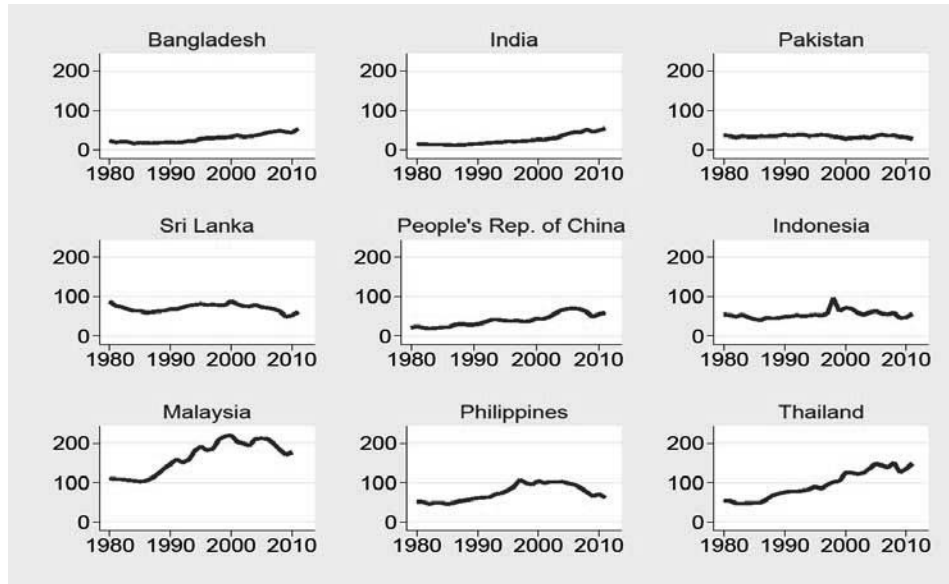 Bangladesh India Pakistan
200 200 200
100 100 100
0 0 0
1980 1990 2000 2010 1980 1990 2000 2010 1980 1990 2000 2010
Sri Lanka People's Rep. of China Indonesia
200 200 200
100 100 100
0 0 0
1980 1990 2000 2010 1980 1990 2000 2010 1980 1990 2000 2010
Malaysia Philippines Thailand
200 200 200
100 100 100
0 0 0
1980 1990 2000 2010 1980 1990 2000 2010 1980 1990 2000 2010